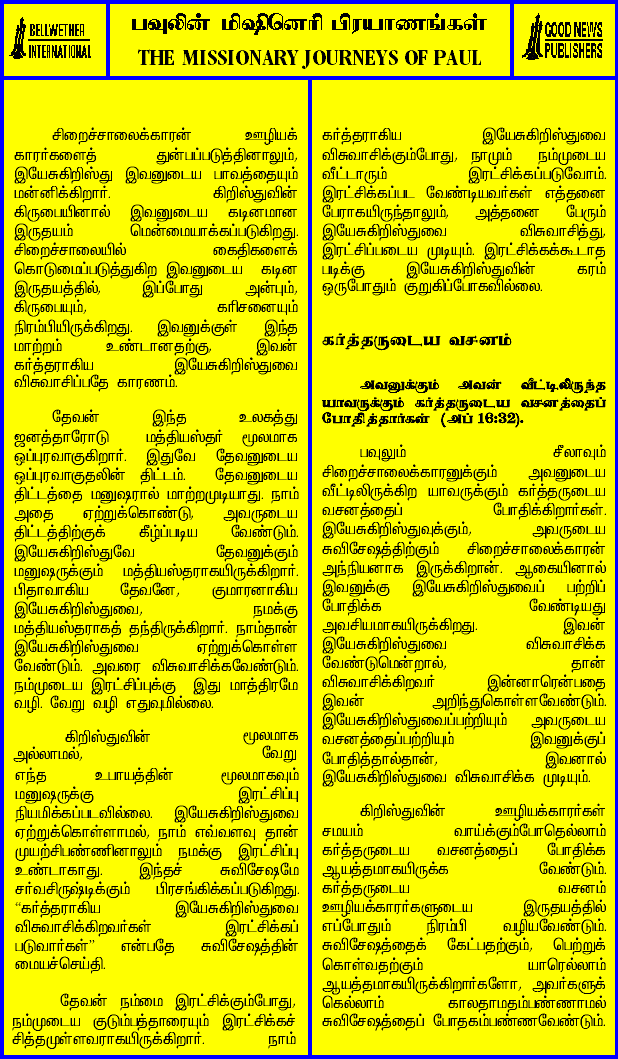 BELLWETHER
INTERNATIONAL
பவுலின் மிஷினெரி பிரயாணங்கள்
THE MISSIONARY JOURNEYS OF PAUL
GOOD NEWS
PUBLISHERS
சிறைச்சாலைக்காரன் ஊழியக்
காரர்களைத் துன்பப்படுத்தினாலும்,
இயேசுகிறிஸ்து இவனுடைய பாவத்தையும்
மன்னிக்கிறார். கிறிஸ்துவின்
கிருபையினால் இவனுடைய கடினமான
இருதயம் மென்மையாக்கப்படுகிறது.
சிறைச்சாலையில் கைதிகளைக்
கொடுமைப்படுத்துகிற இவனுடைய கடின
இருதயத்தில், இப்போது அன்பும்,
கிருபையும், கரிசனையும்
நிரம்பியிருக்கிறது. இவனுக்குள் இந்த
மாற்றம் உண்டானதற்கு, இவன்
கர்த்தராகிய இயேசுகிறிஸ்துவை
விசுவாசிப்பதே காரணம்.
தேவன் இந்த உலகத்து
ஜனத்தாரோடு மத்தியஸ்தர் மூலமாக
ஒப்புரவாகுகிறார். இதுவே தேவனுடைய
ஒப்புரவாகுதலின் திட்டம். தேவனுடைய
திட்டத்தை மனுஷரால் மாற்றமுடியாது. நாம்
அதை ஏற்றுக்கொண்டு, அவருடைய
திட்டத்திற்குக் கீழ்ப்படிய வேண்டும்.
இயேசுகிறிஸ்துவே தேவனுக்கும்
மனுஷருக்கும் மத்தியஸ்தராகயிருக்கிறார்.
பிதாவாகிய தேவனே, குமாரனாகிய
இயேசுகிறிஸ்துவை, நமக்கு
மத்தியஸ்தராகத் தந்திருக்கிறார். நாம்தான்
இயேசுகிறிஸ்துவை ஏற்றுக்கொள்ள
வேண்டும். அவரை விசுவாசிக்கவேண்டும்.
நம்முடைய இரட்சிப்புக்கு இது மாத்திரமே
வழி. வேறு வழி எதுவுமில்லை.
கிறிஸ்துவின் மூலமாக
அல்லாமல், வேறு
எந்த உபாயத்தின் மூலமாகவும்
மனுஷருக்கு இரட்சிப்பு
நியமிக்கப்படவில்லை. இயேசுகிறிஸ்துவை
ஏற்றுக்கொள்ளாமல், நாம் எவ்வளவு தான்
முயற்சிபண்ணினாலும் நமக்கு இரட்சிப்பு
உண்டாகாது. இந்தச் சுவிசேஷமே
சர்வசிருஷ்டிக்கும் பிரசங்கிக்கப்படுகிறது.
“கர்த்தராகிய இயேசுகிறிஸ்துவை
விசுவாசிக்கிறவர்கள் இரட்சிக்கப்
படுவார்கள்” என்பதே சுவிசேஷத்தின்
மையச்செய்தி.
தேவன் நம்மை இரட்சிக்கும்போது,
நம்முடைய குடும்பத்தாரையும் இரட்சிக்கச்
சித்தமுள்ளவராகயிருக்கிறார். நாம்
கர்த்தராகிய இயேசுகிறிஸ்துவை
விசுவாசிக்கும்போது, நாமும் நம்முடைய
வீட்டாரும் இரட்சிக்கப்படுவோம்.
இரட்சிக்கப்பட வேண்டியவர்கள் எத்தனை
பேராகயிருந்தாலும், அத்தனை பேரும்
இயேசுகிறிஸ்துவை விசுவாசித்து,
இரட்சிப்படைய முடியும். இரட்சிக்கக்கூடாத
படிக்கு இயேசுகிறிஸ்துவின் கரம்
ஒருபோதும் குறுகிப்போகவில்லை.
கர்த்தருடைய வசனம்
அவனுக்கும் அவன் வீட்டிலிருந்த
யாவருக்கும் கர்த்தருடைய வசனத்தைப்
போதித்தார்கள் (அப் 16:32).
பவுலும் சீலாவும்
சிறைச்சாலைக்காரனுக்கும் அவனுடைய
வீட்டிலிருக்கிற யாவருக்கும் கர்த்தருடைய
வசனத்தைப் போதிக்கிறார்கள்.
இயேசுகிறிஸ்துவுக்கும், அவருடைய
சுவிசேஷத்திற்கும் சிறைச்சாலைக்காரன்
அந்நியனாக இருக்கிறான். ஆகையினால்
இவனுக்கு இயேசுகிறிஸ்துவைப் பற்றிப்
போதிக்க வேண்டியது
அவசியமாகயிருக்கிறது. இவன்
இயேசுகிறிஸ்துவை விசுவாசிக்க
வேண்டுமென்றால், தான்
விசுவாசிக்கிறவர் இன்னாரென்பதை
இவன் அறிந்துகொள்ளவேண்டும்.
இயேசுகிறிஸ்துவைப்பற்றியும் அவருடைய
வசனத்தைப்பற்றியும் இவனுக்குப்
போதித்தால்தான், இவனால்
இயேசுகிறிஸ்துவை விசுவாசிக்க முடியும்.
கிறிஸ்துவின் ஊழியக்காரர்கள்
சமயம் வாய்க்கும்போதெல்லாம்
கர்த்தருடைய வசனத்தைப் போதிக்க
ஆயத்தமாகயிருக்க வேண்டும்.
கர்த்தருடைய வசனம்
ஊழியக்காரர்களுடைய இருதயத்தில்
எப்போதும் நிரம்பி வழியவேண்டும்.
சுவிசேஷத்தைக் கேட்பதற்கும், பெற்றுக்
கொள்வதற்கும் யாரெல்லாம்
ஆயத்தமாகயிருக்கிறார்களோ, அவர்களுக்
கெல்லாம் காலதாமதம்பண்ணாமல்
சுவிசேஷத்தைப் போதகம்பண்ணவேண்டும்.